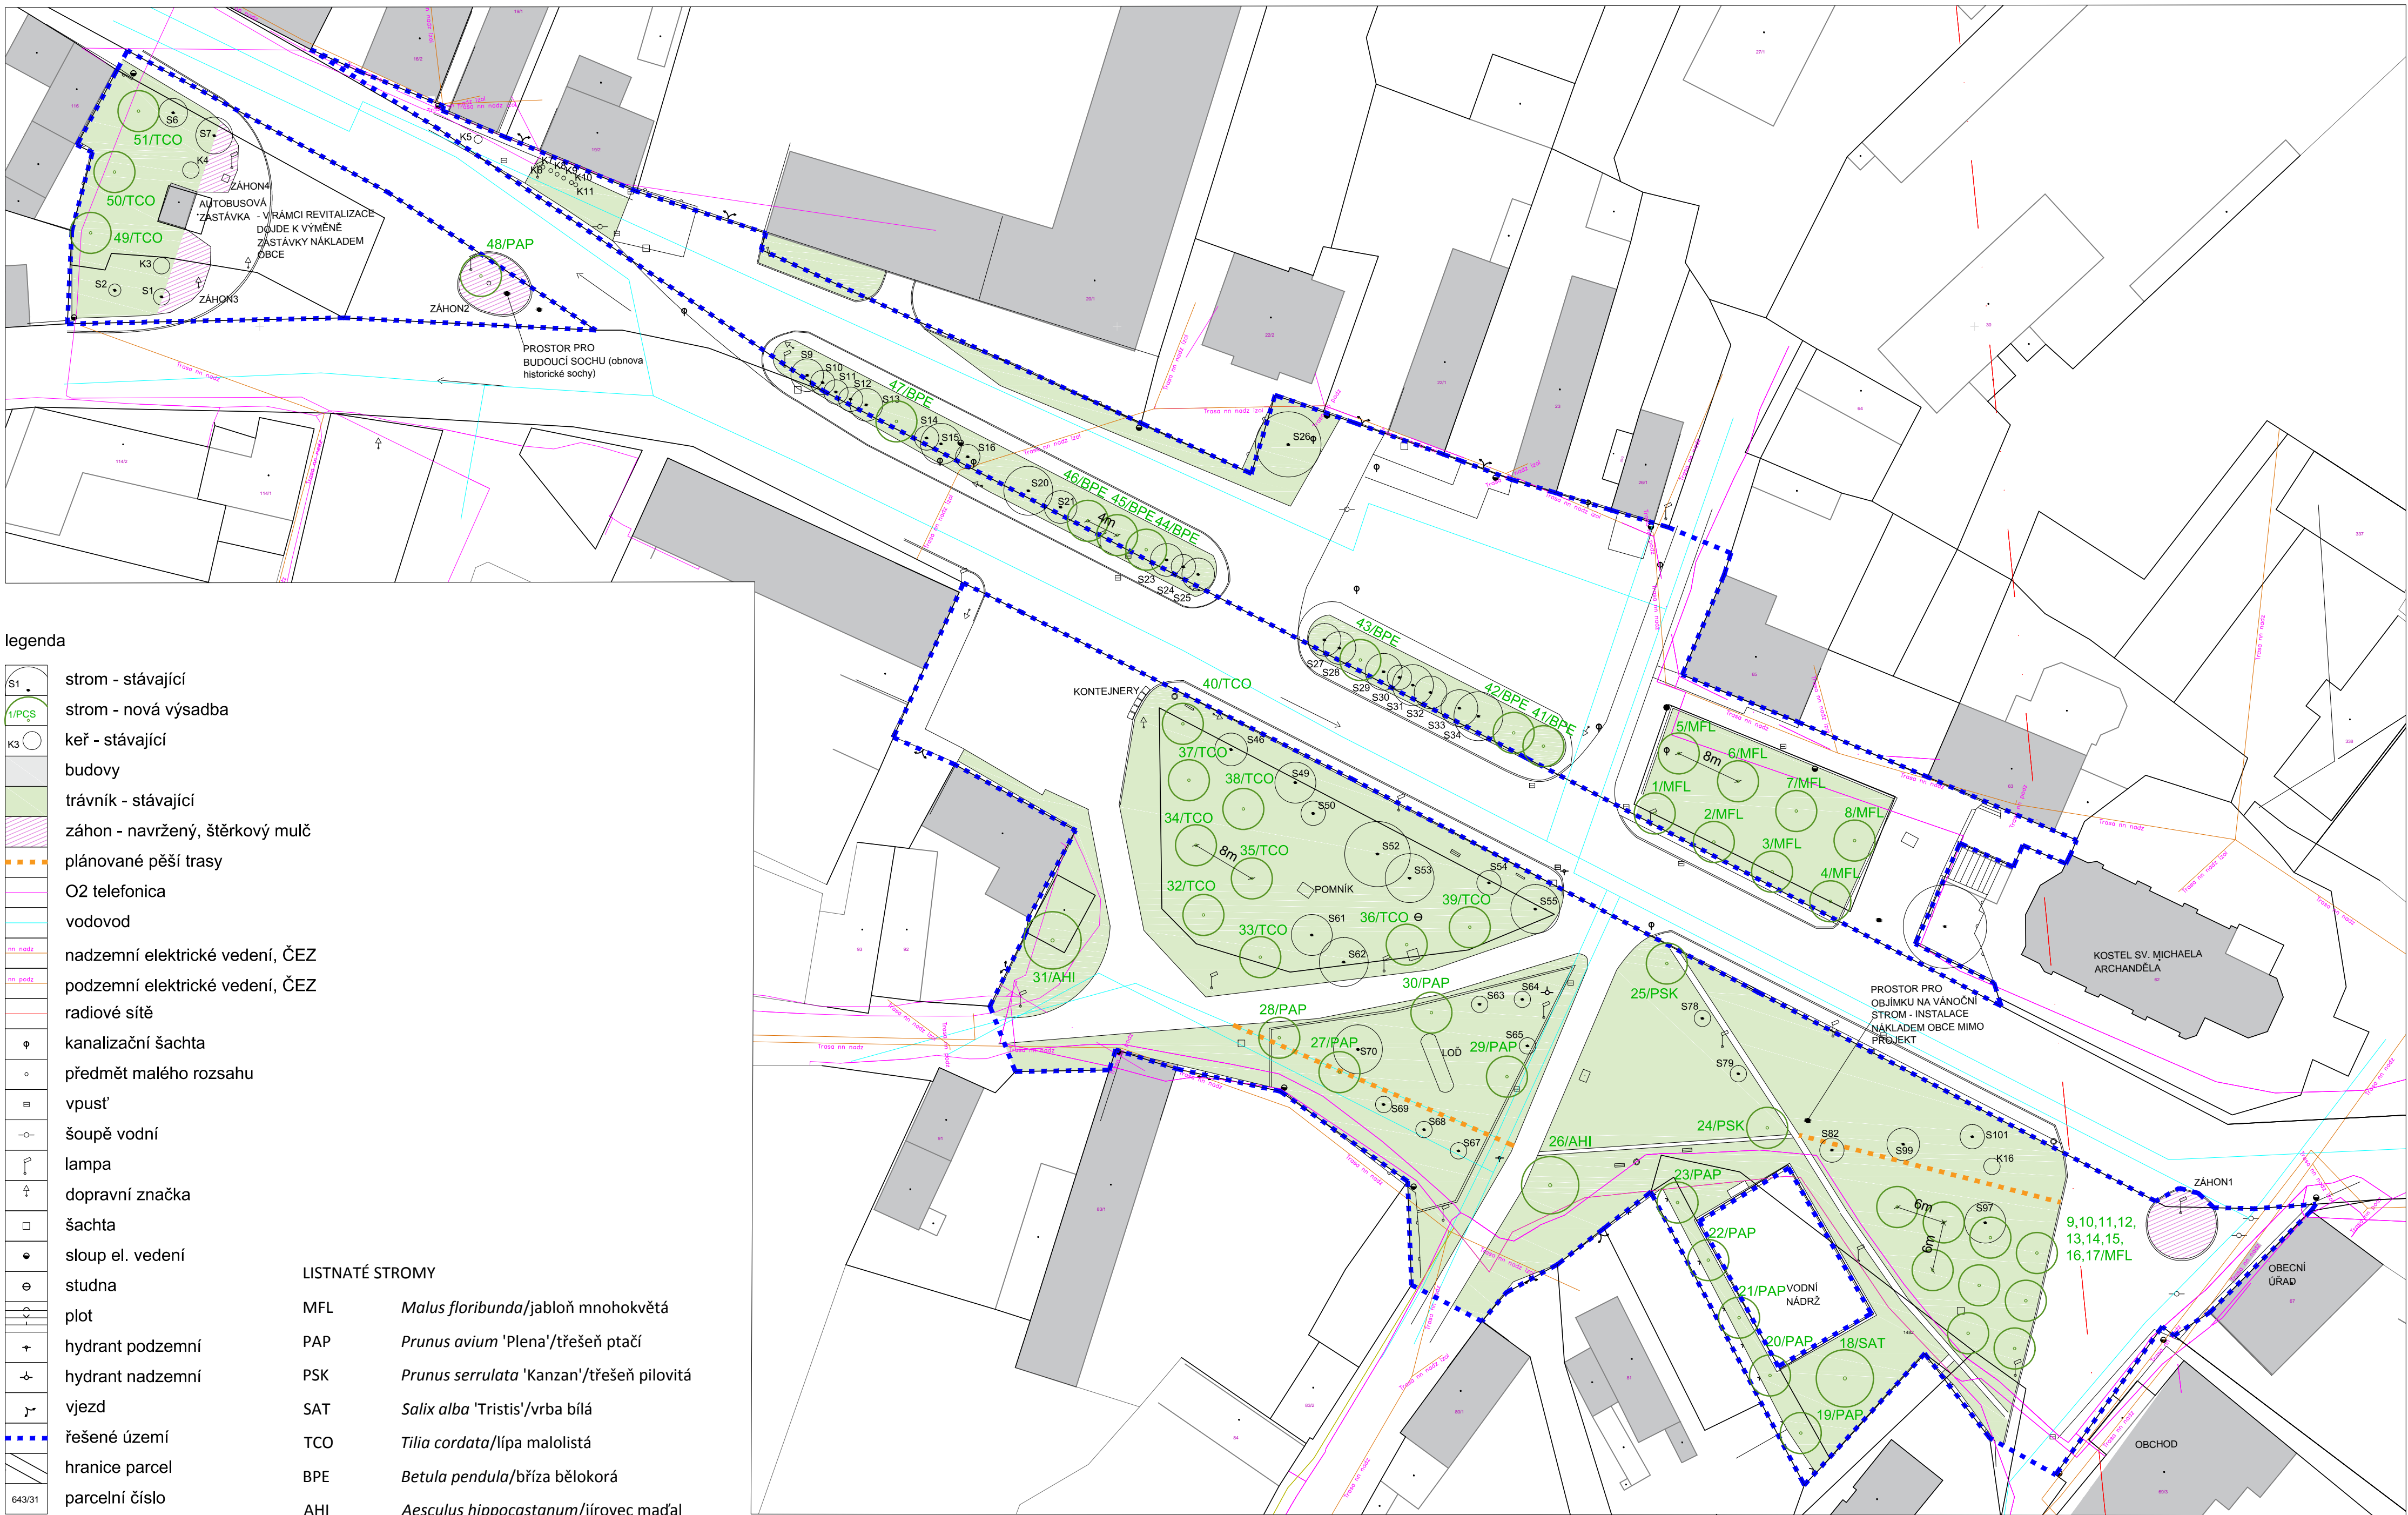 51/TCO
S6
S7
K4
ZÁHON4
50/TCO
49/TCO
AUTOBUSOVÁ
ZASTÁVKA - V RÁMCI REVITALIZACE
DOJDE K VÝMĚNĚ
ZASTÁVKY NÁKLADEM
OBCE
K3
S2
S1
ZÁHON3
48/PAP
ZÁHON2
PROSTOR PRO
BUDOUCÍ SOCHU (obnova
historické sochy)
K5
K10
K11
S9
S10
S11
S12
S13
47/BPE
S14
S15
S16
S20
S21
46/BPE
45/BPE
44/BPE
4m
S23
S24
S25
S26
Trasa nn nadz Izol
S27
S28
43/BPE
S29
S30
S31
S32
S33
S34
42/BPE
41/BPE
KONTEJNERY
40/TCO
37/TCO
S46
38/TCO
S49
S50
34/TCO
8m
35/TCO
S52
S53
S54
S55
32/TCO
POMNÍK
33/TCO
S61
S62
36/TCO
39/TCO
31/AHI
5/MFL
6/MFL
8m
7/MFL
8/MFL
1/MFL
2/MFL
3/MFL
4/MFL
KOSTEL SV. MICHAELA
ARCHANDĚLA
28/PAP
27/PAP
S70
30/PAP
S63
S64
S65
29/PAP
LOĎ
S69
S68
S67
25/PSK
S78
S79
24/PSK
26/AHI
PROSTOR PRO
OBJÍMKU NA VÁNOČNÍ
STROM - INSTALACE
NÁKLADEM OBCE MIMO
PROJEKT
S82
S99
S101
K16
S97
6m
6m
9,10,11,12,
13,14,15,
16,17/MFL
ZÁHON1
23/PAP
22/PAP
21/PAP
20/PAP
19/PAP
18/SAT
VODNÍ
NÁDRŽ
1482
OBECNÍ
ÚŘAD
OBCHOD
legenda
S1 strom - stávající
1/PCS strom - nová výsadba
K3 keř - stávající
budovy
trávník - stávající
záhon - navržený, štěrkový mulč
plánované pěší trasy
O2 telefonica
vodovod
nn nadz nadzemní elektrické vedení, ČEZ
nn podz podzemní elektrické vedení, ČEZ
radiové sítě
kanalizační šachta
předmět malého rozsahu
vpusť
šoupě vodní
lampa
dopravní značka
šachta
sloup el. vedení
studna
plot
hydrant podzemní
hydrant nadzemní
vjezd
řešené území
hranice parcel
643/31 parcelní číslo
LISTNATÉ STROMY
MFL Malus floribunda/jabloň mnohokvětá
PAP Prunus avium 'Plena'/třešeň ptačí
PSK Prunus serrulata 'Kanzan'/třešeň pilovitá
SAT Salix alba 'Tristis'/vrba bílá
TCO Tilia cordata/lípa malolistá
BPE Betula pendula/bříza bělokorá
AHI Aesculus hippocastanum/jírovec maďal